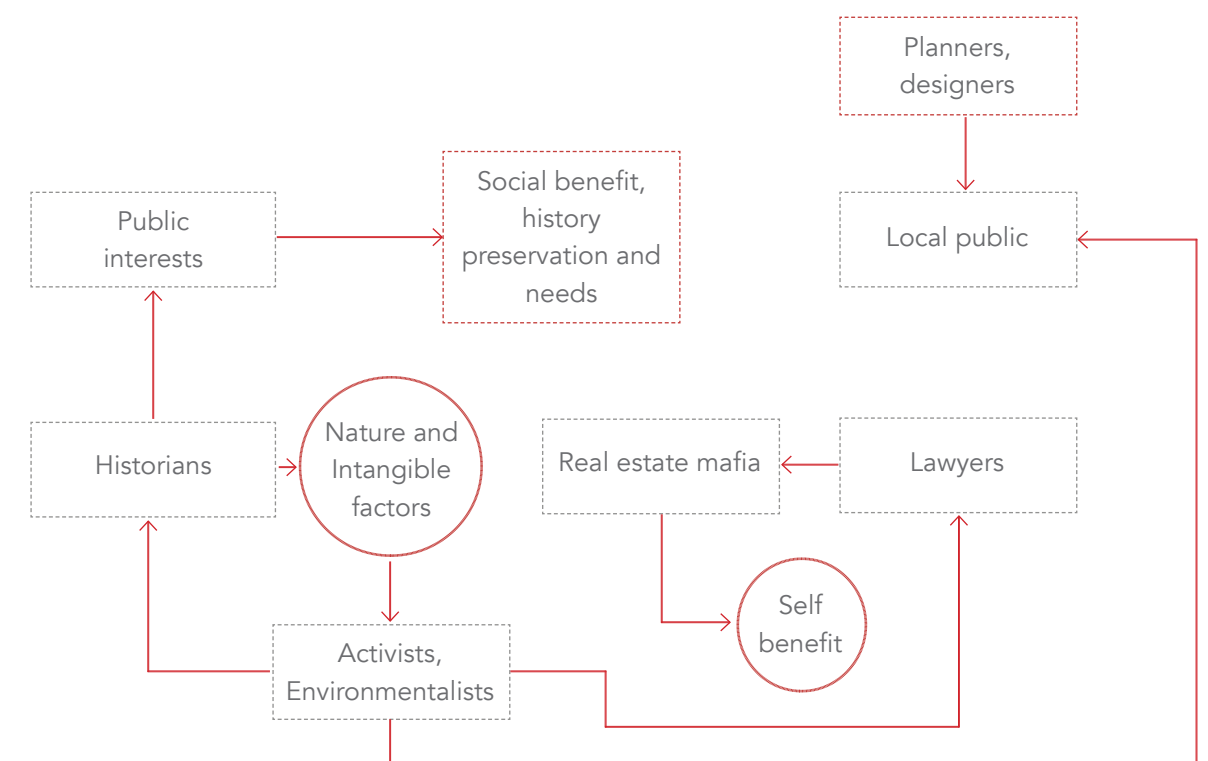 Planners,
designers
Social benefit,
history
preservation and
needs
Public
interests
Local public
Nature and
Intangible
factors
Historians
Real estate mafia
Lawyers
Self
benefit
Activists,
Environmentalists